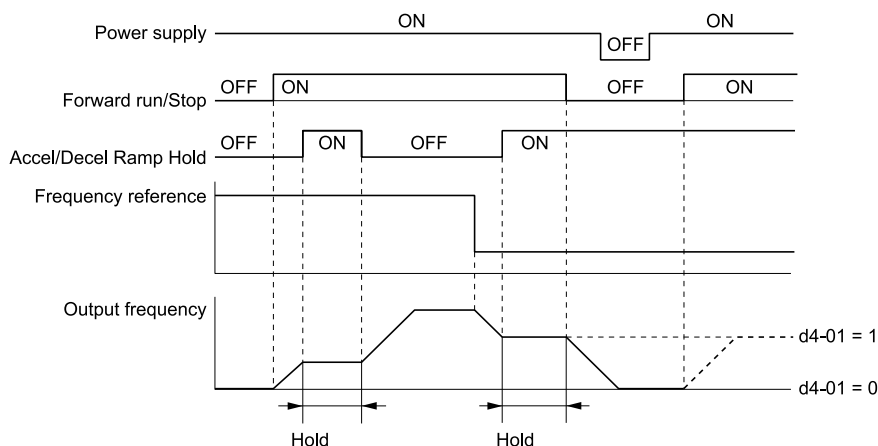 Power supply
ON
OFF
ON
Forward run/Stop
OFF
ON
OFF
ON
Accel/Decel Ramp Hold
OFF
ON
OFF
ON
Frequency reference
Output frequency
d4-01 = 1
d4-01 = 0
Hold
Hold